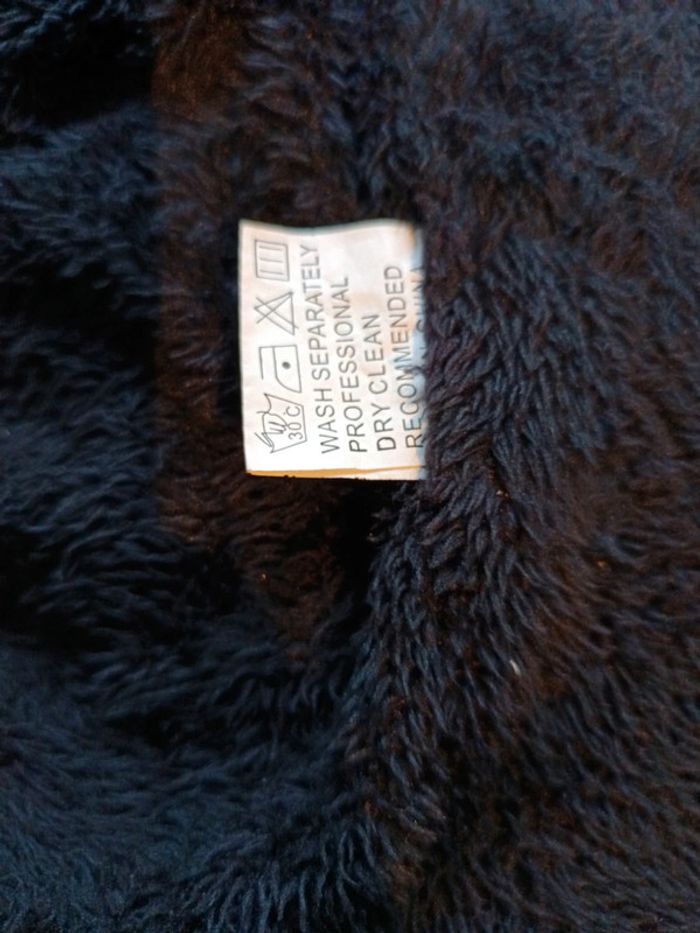 30°C
WASH SEPARATELY
PROFESSIONAL
DRY CLEAN
RECOMMENDED